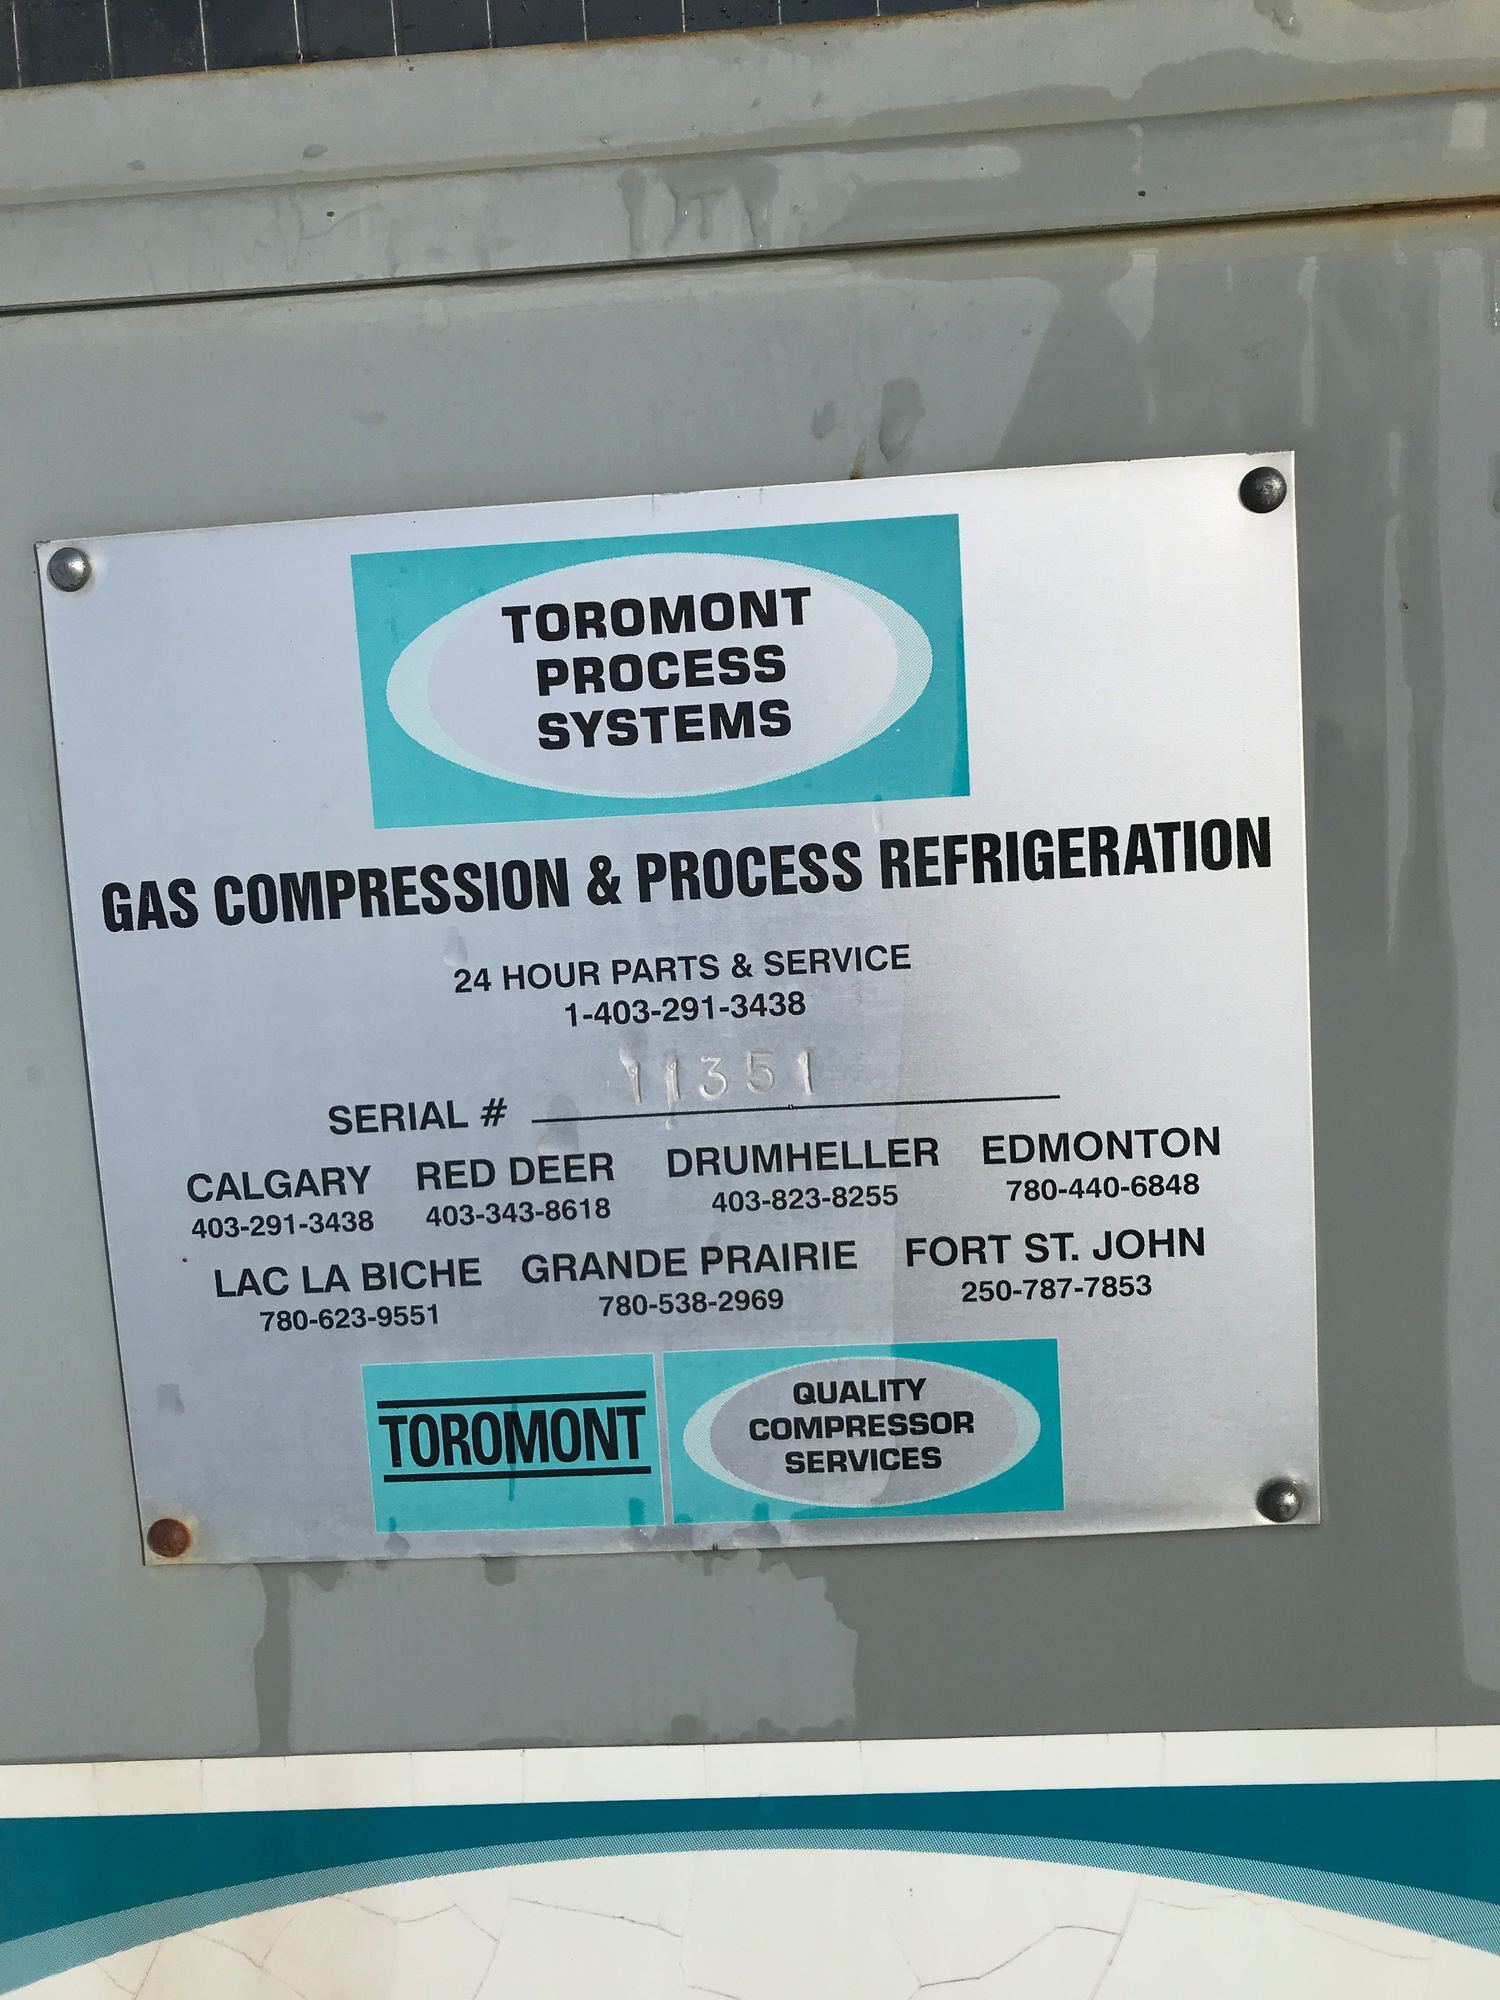 TOROMONT
PROCESS
SYSTEMS
GAS COMPRESSION & PROCESS REFRIGERATION
24 HOUR PARTS & SERVICE
1-403-291-3438
SERIAL # 11351
CALGARY RED DEER DRUMHELLER EDMONTON
403-291-3438 403-343-8618 403-823-8255 780-440-6848
LAC LA BICHE GRANDE PRAIRIE FORT ST. JOHN
780-623-9551 780-538-2969 250-787-7853
TOROMONT
QUALITY
COMPRESSOR
SERVICES